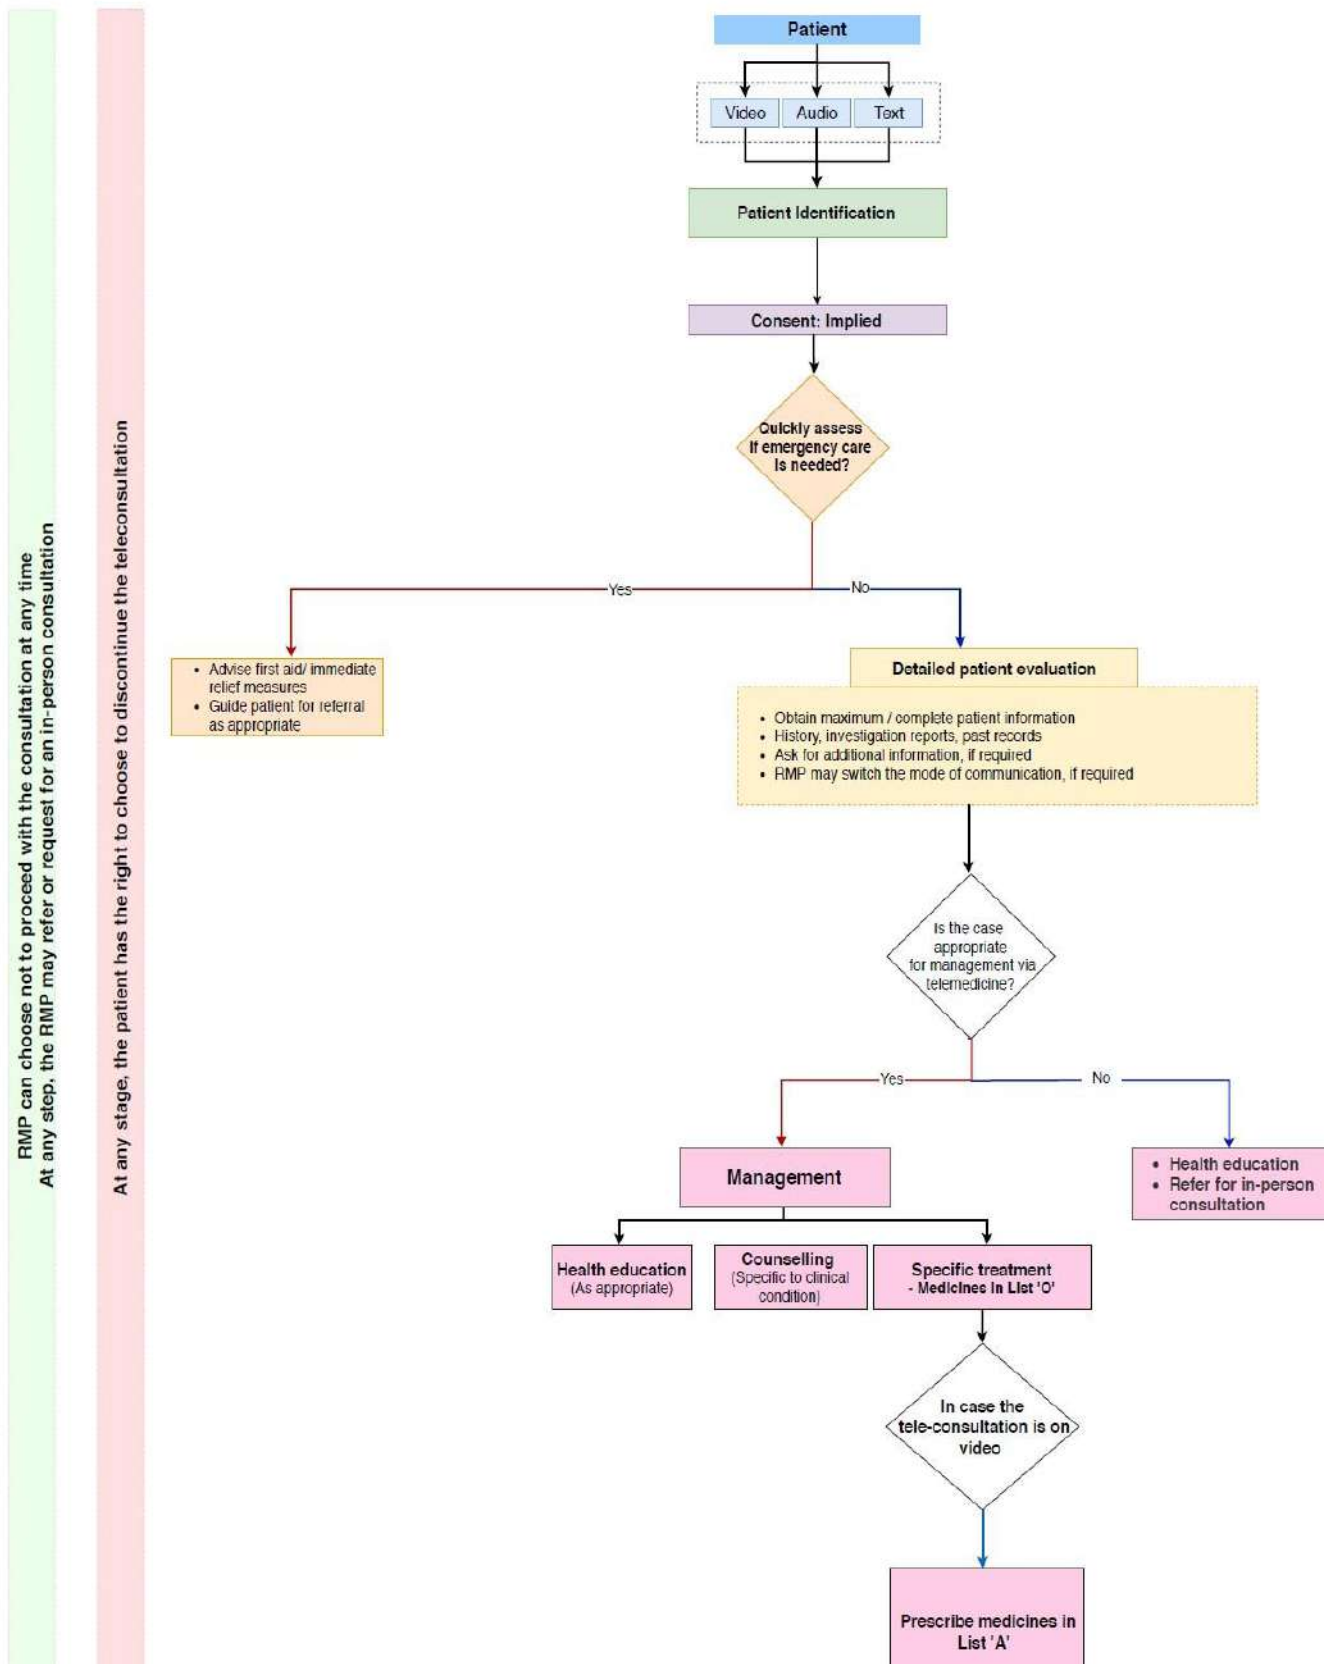 RMP can choose not to proceed with the consultation at any time
At any step, the RMP may refer or request for an in-person consultation
At any stage, the patient has the right to choose to discontinue the teleconsultation
Patient
Video
Audio
Text
Patient Identification
Consent: Implied
Quickly assess
if emergency care
is needed?
Yes
No
• Advise first aid/ immediate
relief measures
• Guide patient for referral
as appropriate
Detailed patient evaluation
• Obtain maximum / complete patient information
• History, investigation reports, past records
• Ask for additional information, if required
• RMP may switch the mode of communication, if required
Is the case
appropriate
for management via
telemedicine?
Yes
No
Management
• Health education
• Refer for in-person
consultation
Health education
(As appropriate)
Counselling
(Specific to clinical
condition)
Specific treatment
- Medicines in List 'O'
In case the
tele-consultation is on
video
Prescribe medicines in
List 'A'